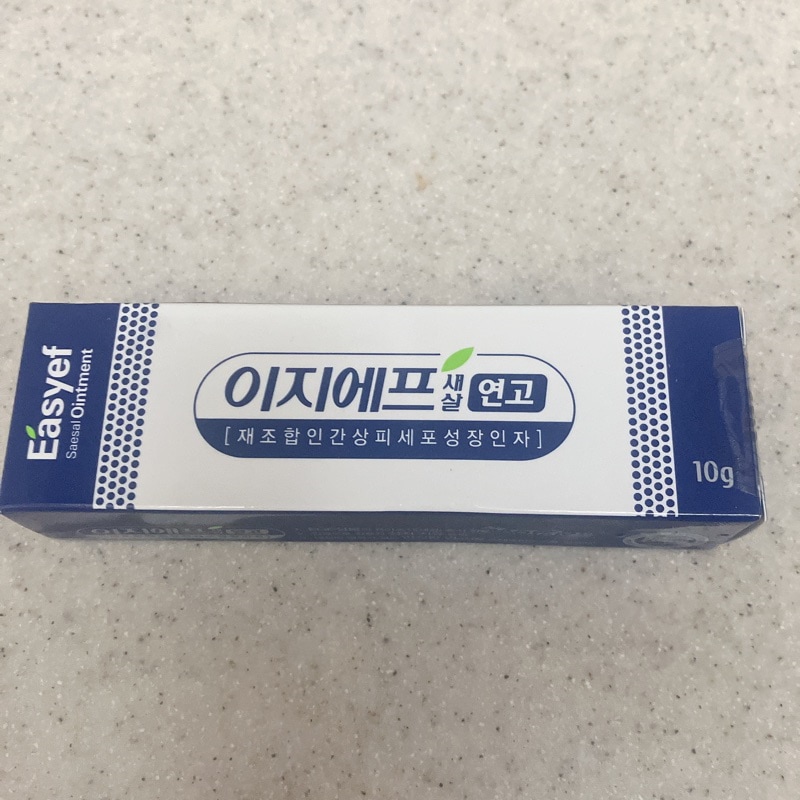 Easyef
Saesal Ointment
이지에프 새살 연고
[재조합인간상피세포성장인자]
10g